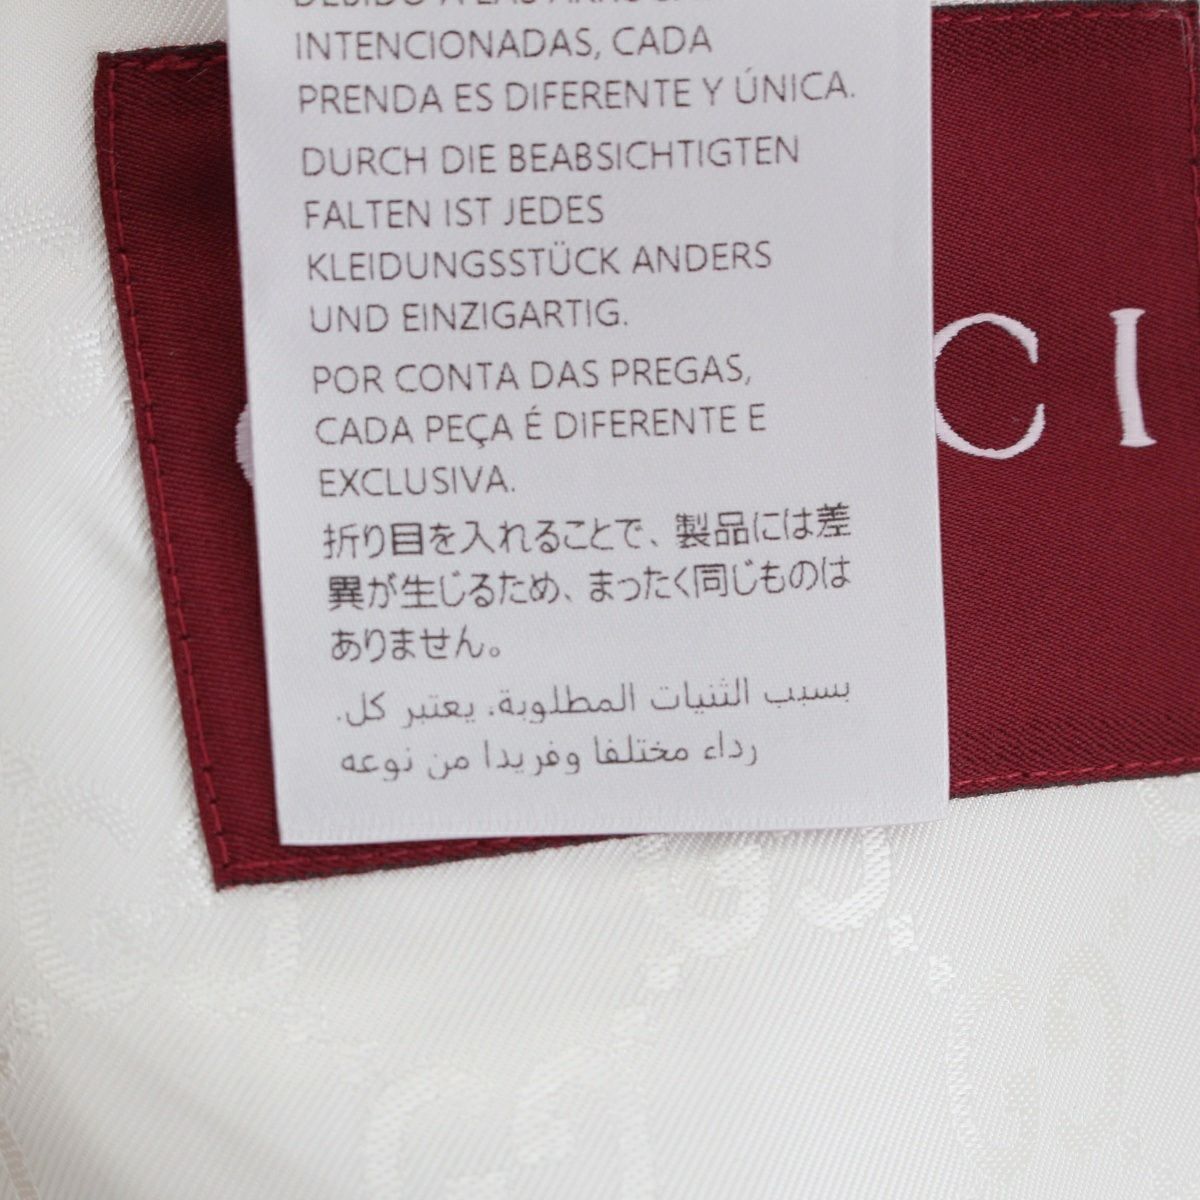 DEBIDO A LAS
INTENCIONADAS, CADA
PRENDA ES DIFERENTE Y ÚNICA.
DURCH DIE BEABSICHTIGTEN
FALTEN IST JEDES
KLEIDUNGSSTÜCK ANDERS
UND EINZIGARTIG.
POR CONTA DAS PREGAS,
CADA PEÇA É DIFERENTE E
EXCLUSIVA.
折り目を入れることで、製品には差
異が生じるため、まったく同じものは
ありません。
بسبب الثنيات المطلوبة، يعتبر كل.
رداء مختلفا وفريدا من نوعه
CI